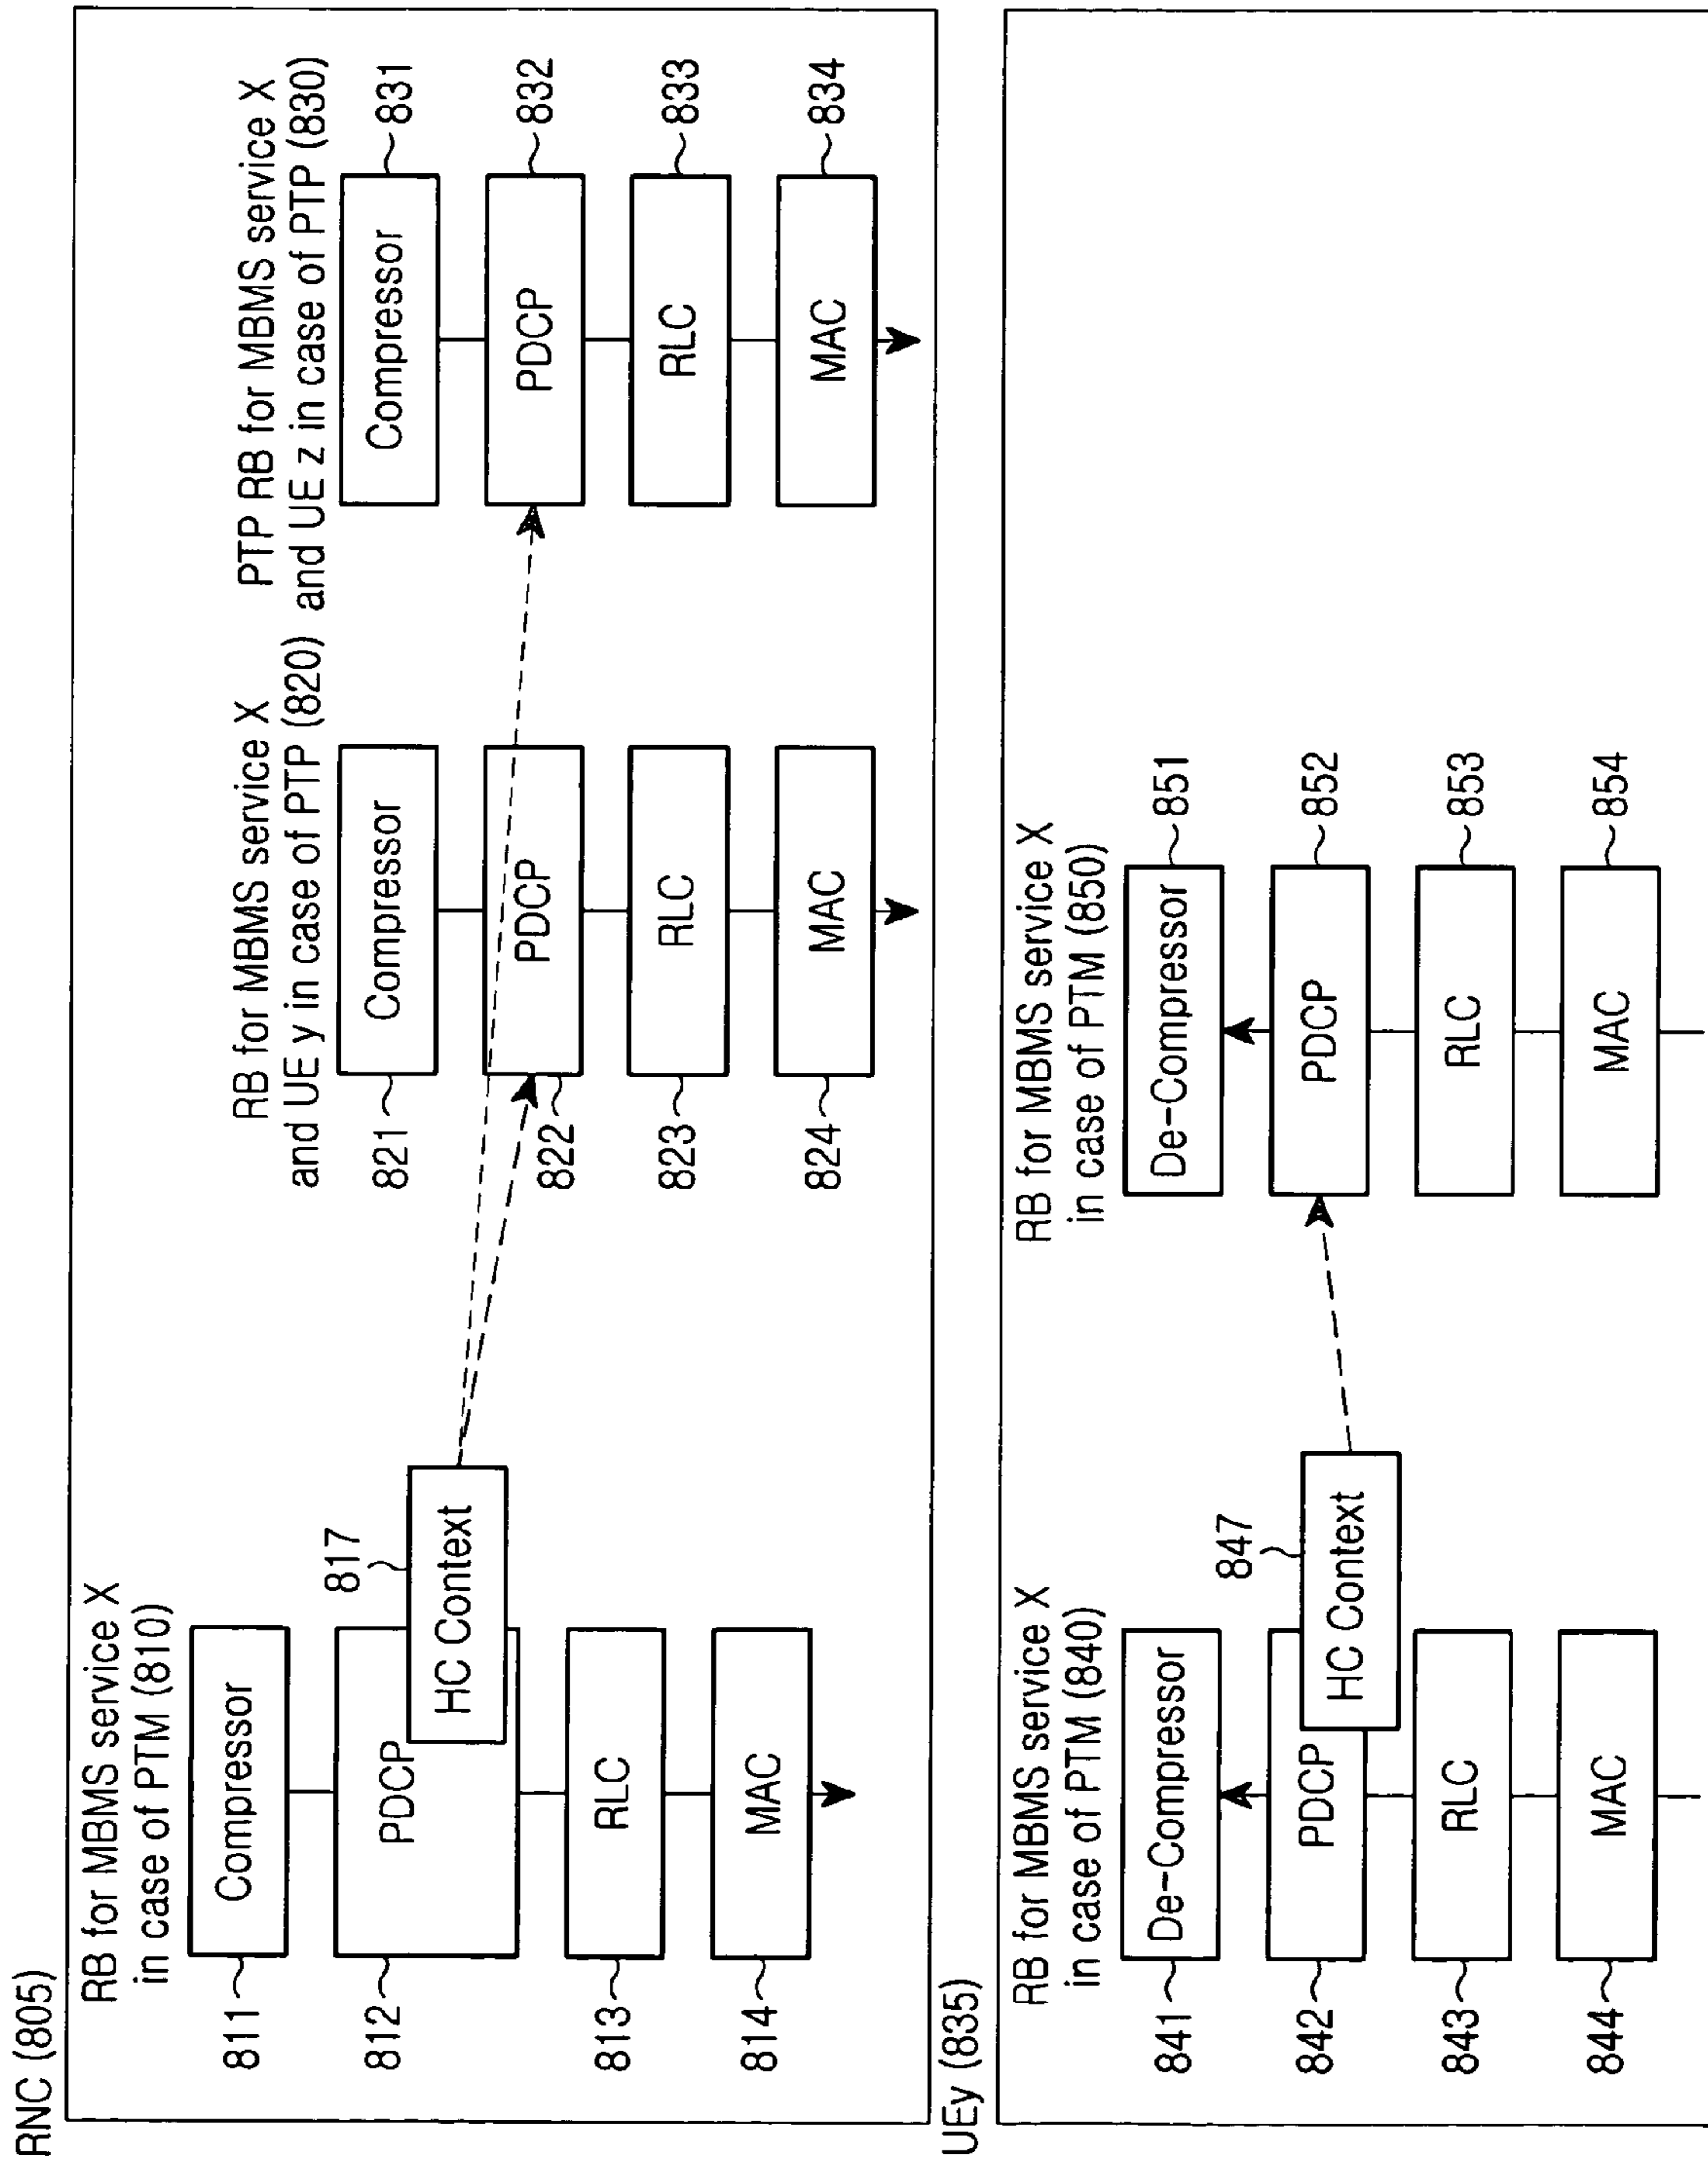 RNC (805)
RB for MBMS service X
in case of PTM (810)
811
Compressor
812
PDCP
817
HC Context
813
RLC
814
MAC
RB for MBMS service X
and UE y in case of PTP (820)
821
Compressor
822
PDCP
823
RLC
824
MAC
PTP RB for MBMS service X
and UE z in case of PTP (830)
Compressor
831
PDCP
832
RLC
833
MAC
834
UEy (835)
RB for MBMS service X
in case of PTM (840)
841
De-Compressor
842
PDCP
847
HC Context
843
RLC
844
MAC
RB for MBMS service X
in case of PTM (850)
De-Compressor
851
PDCP
852
RLC
853
MAC
854